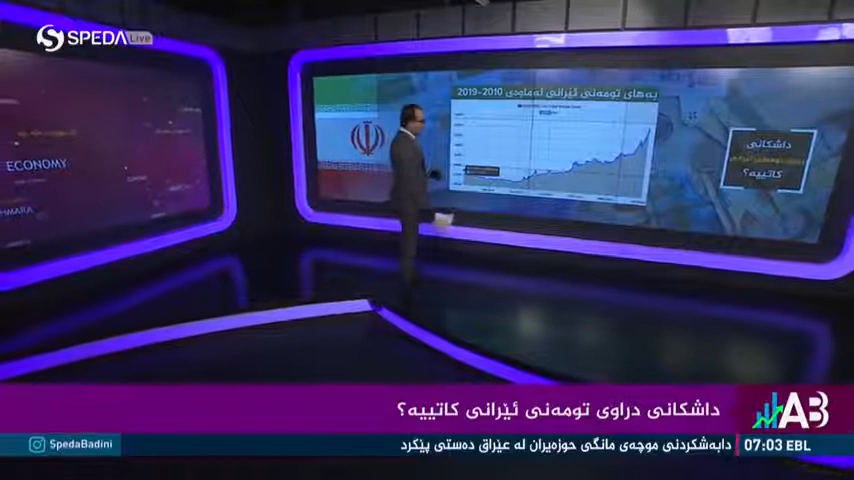 SPEDA Live
بەهای تومەنی ئێرانی لەماوەی 2010-2019
داشکانی
کاتییە؟
ECONOMY
داشکانی دراوی تومەنی ئێرانی کاتییە؟
AB
SpedaBadini
دابەشکردنی موچەی مانگی حوزەیران لە عێراق دەستی پێکرد
07:03 EBL